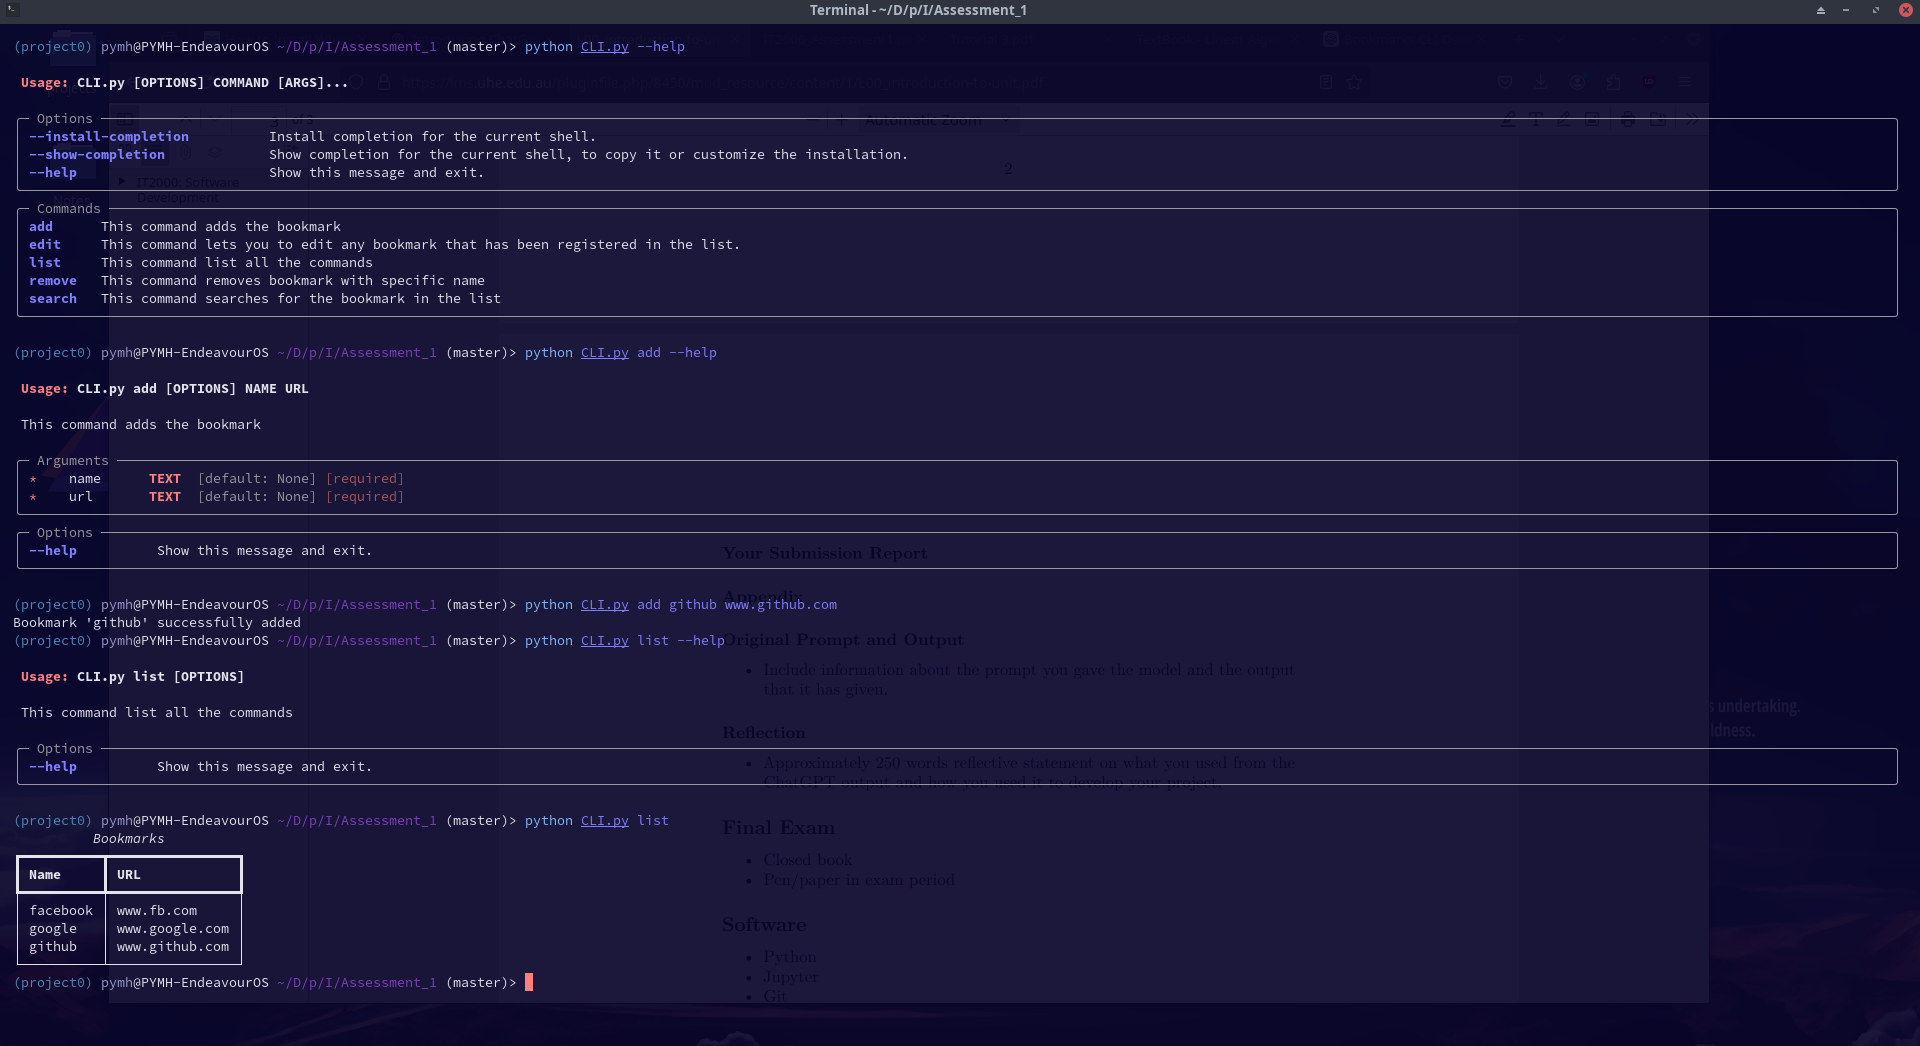 Terminal - ~/D/p/I/Assessment_1
(project0) pymh@PYMH-EndeavourOS ~/D/p/I/Assessment_1 (master)> python CLI.py --help
Usage: CLI.py [OPTIONS] COMMAND [ARGS]...
Options
--install-completion Install completion for the current shell.
--show-completion Show completion for the current shell, to copy it or customize the installation.
--help Show this message and exit.
Commands
add This command adds the bookmark
edit This command lets you to edit any bookmark that has been registered in the list.
list This command list all the commands
remove This command removes bookmark with specific name
search This command searches for the bookmark in the list
(project0) pymh@PYMH-EndeavourOS ~/D/p/I/Assessment_1 (master)> python CLI.py add --help
Usage: CLI.py add [OPTIONS] NAME URL
This command adds the bookmark
Arguments
* name TEXT [default: None] [required]
* url TEXT [default: None] [required]
Options
--help Show this message and exit.
(project0) pymh@PYMH-EndeavourOS ~/D/p/I/Assessment_1 (master)> python CLI.py add github www.github.com
Bookmark 'github' successfully added
(project0) pymh@PYMH-EndeavourOS ~/D/p/I/Assessment_1 (master)> python CLI.py list --help
Usage: CLI.py list [OPTIONS]
This command list all the commands
Options
--help Show this message and exit.
(project0) pymh@PYMH-EndeavourOS ~/D/p/I/Assessment_1 (master)> python CLI.py list
Bookmarks
Name URL
facebook www.fb.com
google www.google.com
github www.github.com
(project0) pymh@PYMH-EndeavourOS ~/D/p/I/Assessment_1 (master)>
Automatic Zoom
2
IT2000: Software
Development
Your Submission Report
Appendix
Original Prompt and Output
• Include information about the prompt you gave the model and the output
that it has given.
Reflection
• Approximately 250 words reflective statement on what you used from the
ChatGPT output and how you used it to develop your project.
Final Exam
• Closed book
• Pen/paper in exam period
Software
• Python
• Jupyter
• Git
s undertaking.
ldness.